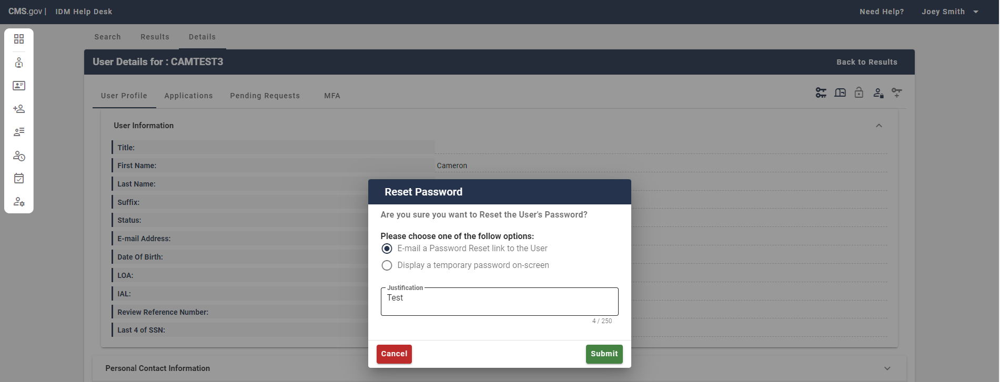 CMS.gov | IDM Help Desk Need Help? Joey Smith
Search Results Details
User Details for : CAMTEST3 Back to Results
User Profile Applications Pending Requests MFA
User Information
Title:
First Name: Cameron
Last Name:
Suffix:
Status:
E-mail Address:
Date Of Birth:
LOA:
IAL:
Review Reference Number:
Last 4 of SSN:
Personal Contact Information
Reset Password
Are you sure you want to Reset the User's Password?
Please choose one of the follow options:
E-mail a Password Reset link to the User
Display a temporary password on-screen
Justification
Test
4 / 250
Cancel Submit